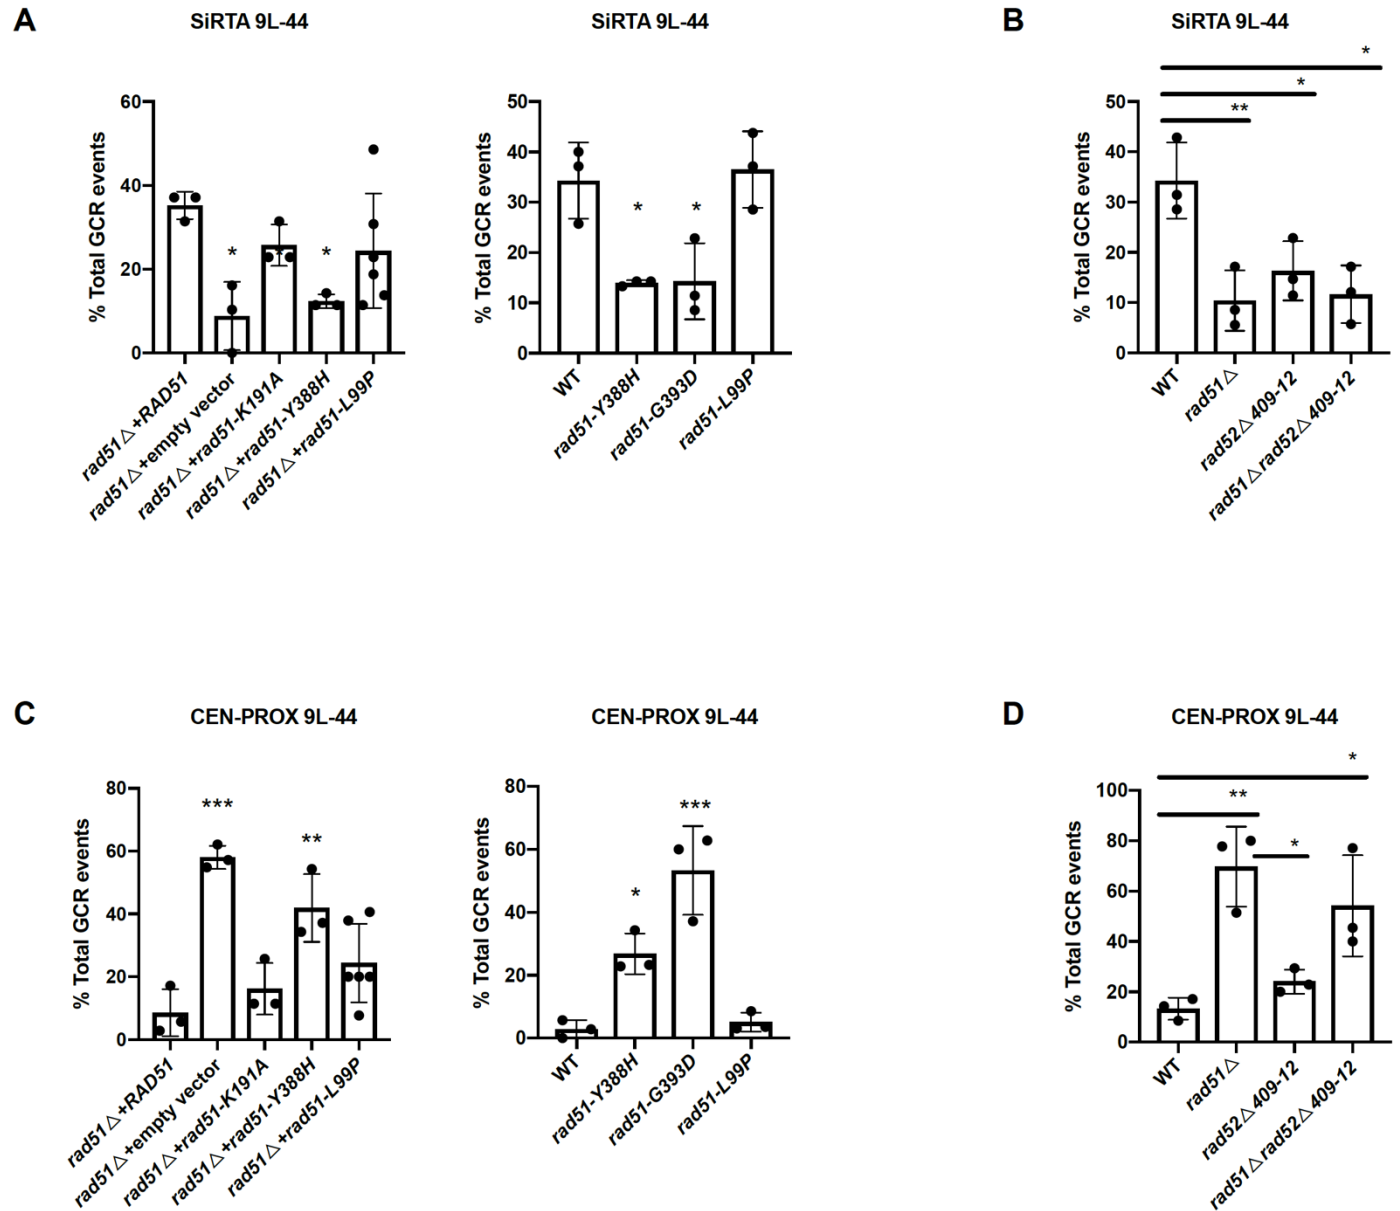 A
SiRTA 9L-44
% Total GCR events
60
40
20
0
*
*
rad51△+RAD51
rad51△+empty vector
rad51△+rad51-K191A
rad51△+rad51-Y388H
rad51△+rad51-L99P
SiRTA 9L-44
% Total GCR events
50
40
30
20
10
0
*
*
WT
rad51-Y388H
rad51-G393D
rad51-L99P
B
SiRTA 9L-44
% Total GCR events
50
40
30
20
10
0
*
*
**
WT
rad51△
rad52△409-12
rad51△rad52△409-12
C
CEN-PROX 9L-44
% Total GCR events
80
60
40
20
0
***
**
rad51△+RAD51
rad51△+empty vector
rad51△+rad51-K191A
rad51△+rad51-Y388H
rad51△+rad51-L99P
CEN-PROX 9L-44
% Total GCR events
80
60
40
20
0
*
***
WT
rad51-Y388H
rad51-G393D
rad51-L99P
D
CEN-PROX 9L-44
% Total GCR events
100
80
60
40
20
0
*
**
*
WT
rad51△
rad52△409-12
rad51△rad52△409-12